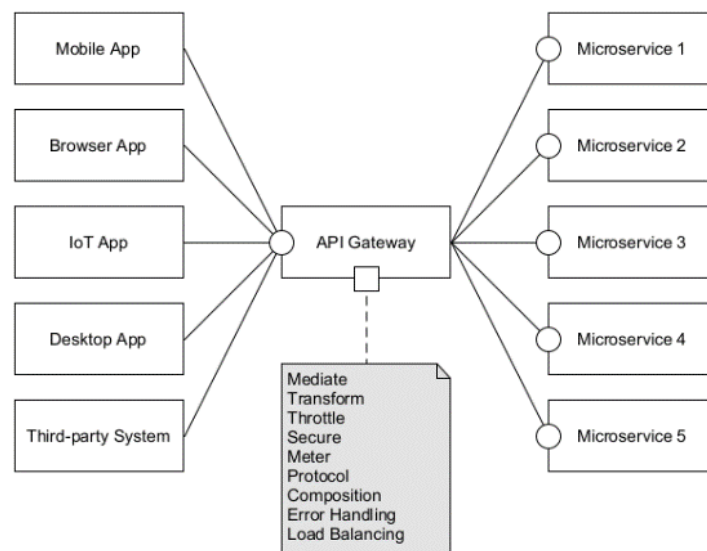 Mobile App
Browser App
IoT App
Desktop App
Third-party System
API Gateway
Mediate
Transform
Throttle
Secure
Meter
Protocol
Composition
Error Handling
Load Balancing
Microservice 1
Microservice 2
Microservice 3
Microservice 4
Microservice 5